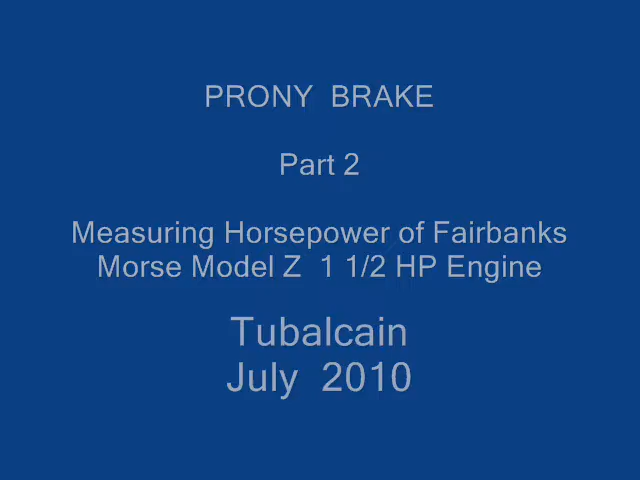 PRONY BRAKE
Part 2
Measuring Horsepower of Fairbanks
Morse Model Z 1 1/2 HP Engine
Tubalcain
July 2010